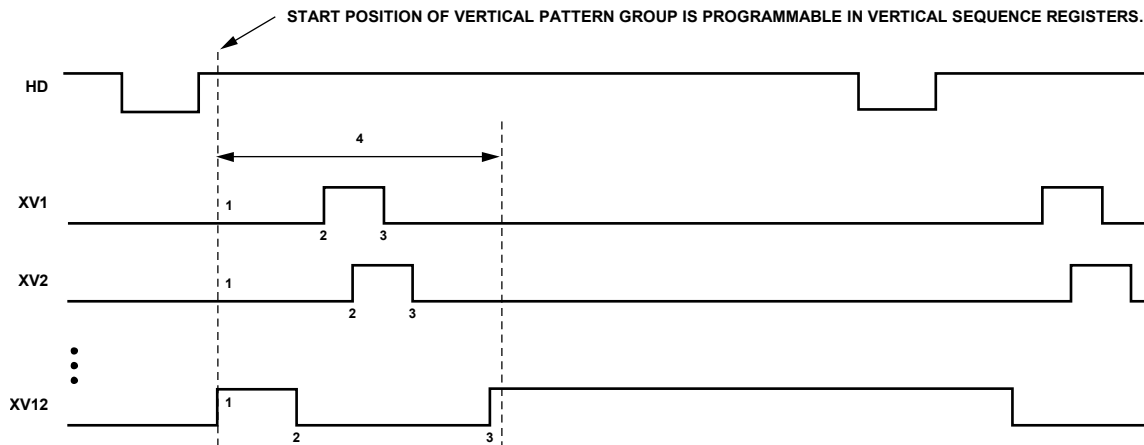 START POSITION OF VERTICAL PATTERN GROUP IS PROGRAMMABLE IN VERTICAL SEQUENCE REGISTERS.
HD
4
XV1
1
2 3
XV2
1
2 3
XV12
1
2 3